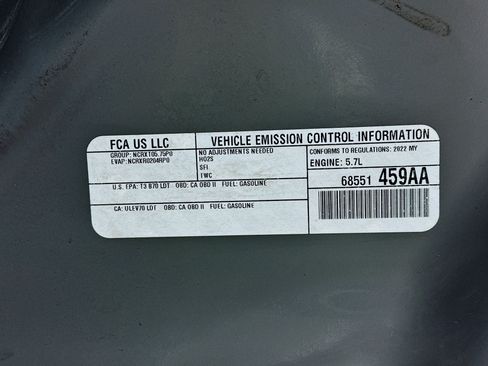 FCA US LLC
VEHICLE EMISSION CONTROL INFORMATION
GROUP: NCRXT05.75P0
EVAP: NCRXR0204RP0
NO ADJUSTMENTS NEEDED
HO2S
SFI
TWC
CONFORMS TO REGULATIONS: 2022 MY
ENGINE: 5.7L
68551 459AA
U.S. EPA: T3 B70 LDT OBD: CA OBD II FUEL: GASOLINE
CA: ULEV70 LDT OBD: CA OBD II FUEL: GASOLINE